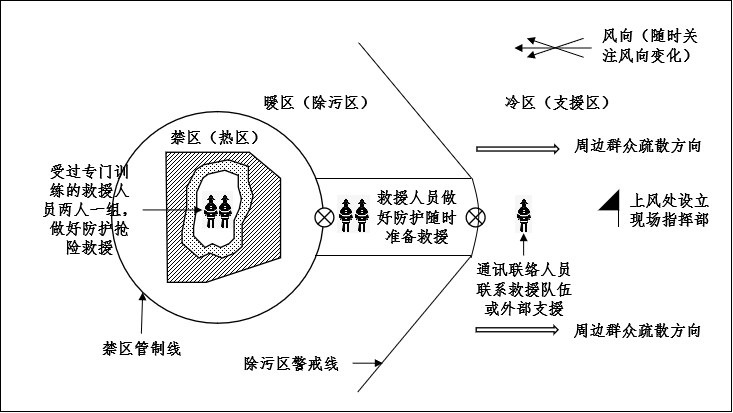 风向（随时关
注风向变化）
暖区（除污区）
冷区（支援区）
禁区（热区）
周边群众疏散方向
受过专门训
练的救援人
员两人一组，
做好防护抢
险救援
救援人员做
好防护随时
准备救援
上风处设立
现场指挥部
通讯联络人员
联系救援队伍
或外部支援
周边群众疏散方向
禁区管制线
除污区警戒线